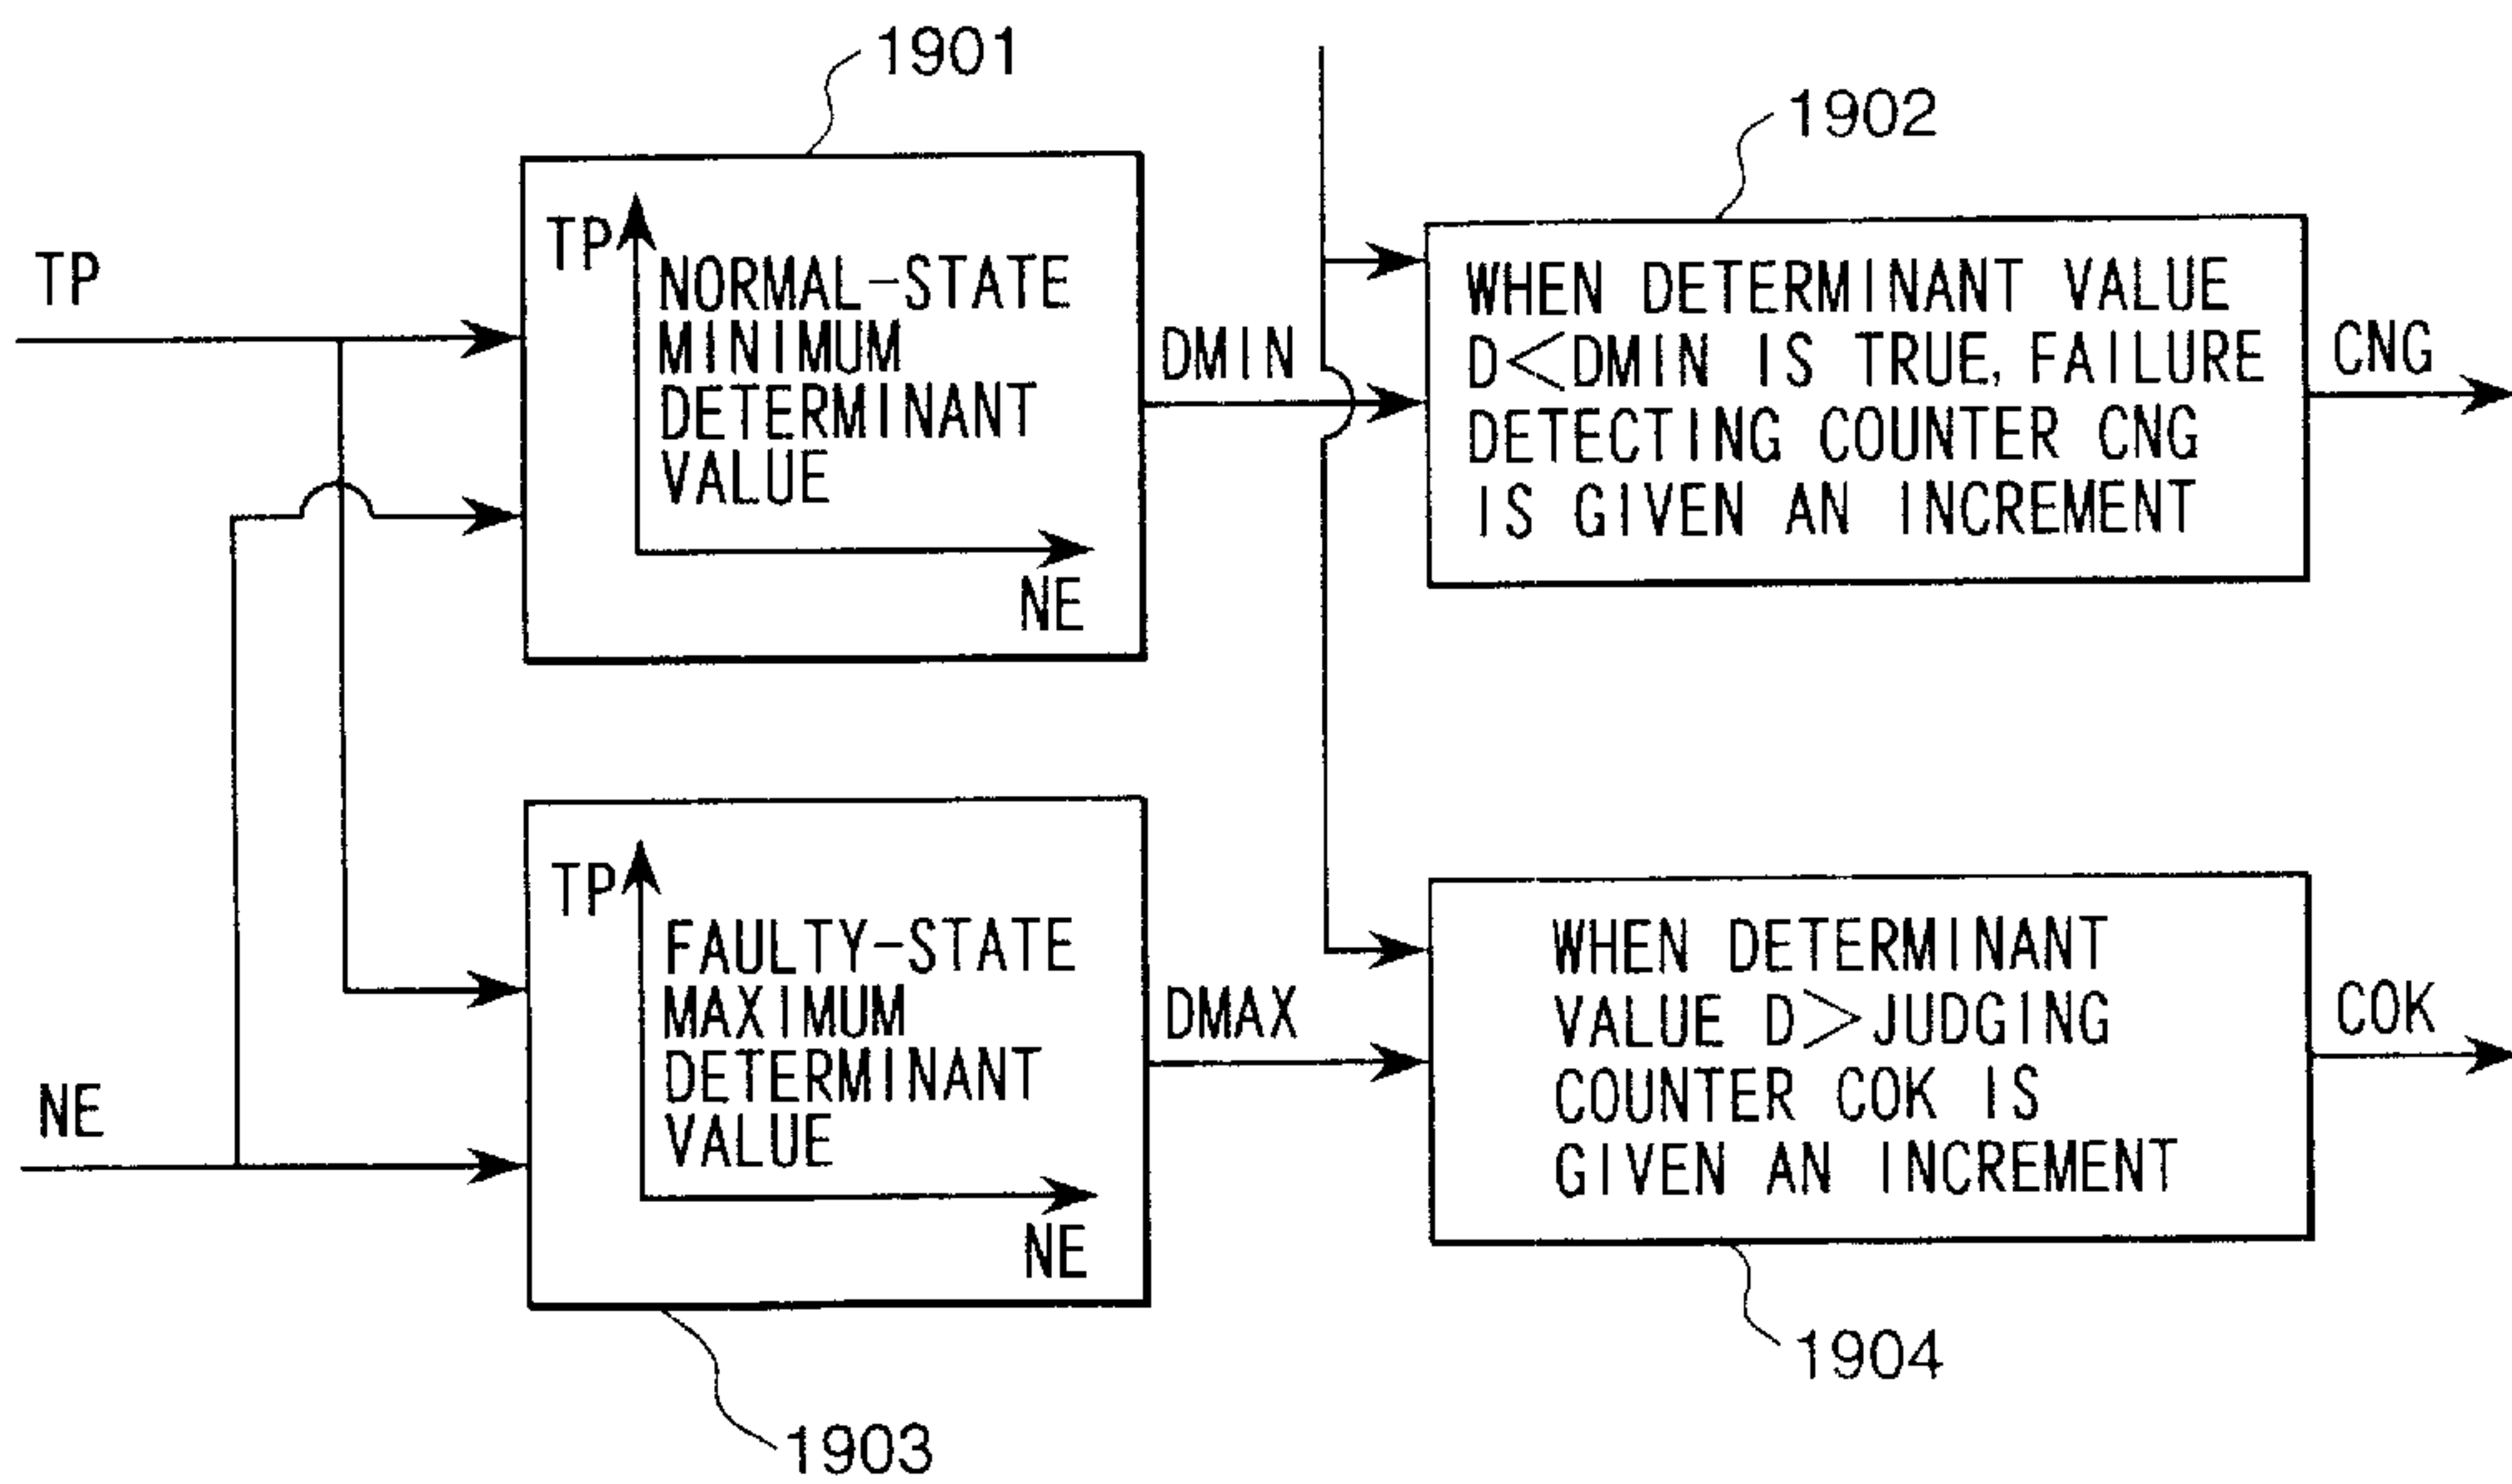 1901
TP
NORMAL-STATE
MINIMUM
DETERMINANT
VALUE
NE
TP
DMIN
1902
WHEN DETERMINANT VALUE
D<DMIN IS TRUE, FAILURE
DETECTING COUNTER CNG
IS GIVEN AN INCREMENT
CNG
TP
FAULTY-STATE
MAXIMUM
DETERMINANT
VALUE
NE
NE
1903
DMAX
WHEN DETERMINANT
VALUE D>JUDGING
COUNTER COK IS
GIVEN AN INCREMENT
COK
1904